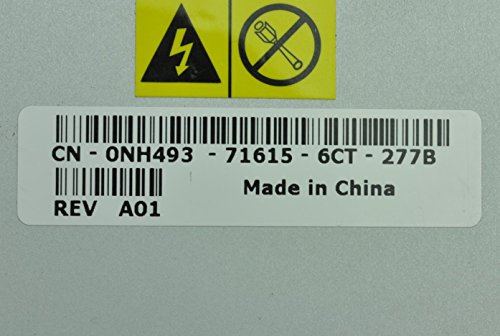 CN - 0NH493 - 71615 - 6CT - 277B
Made in China
REV A01